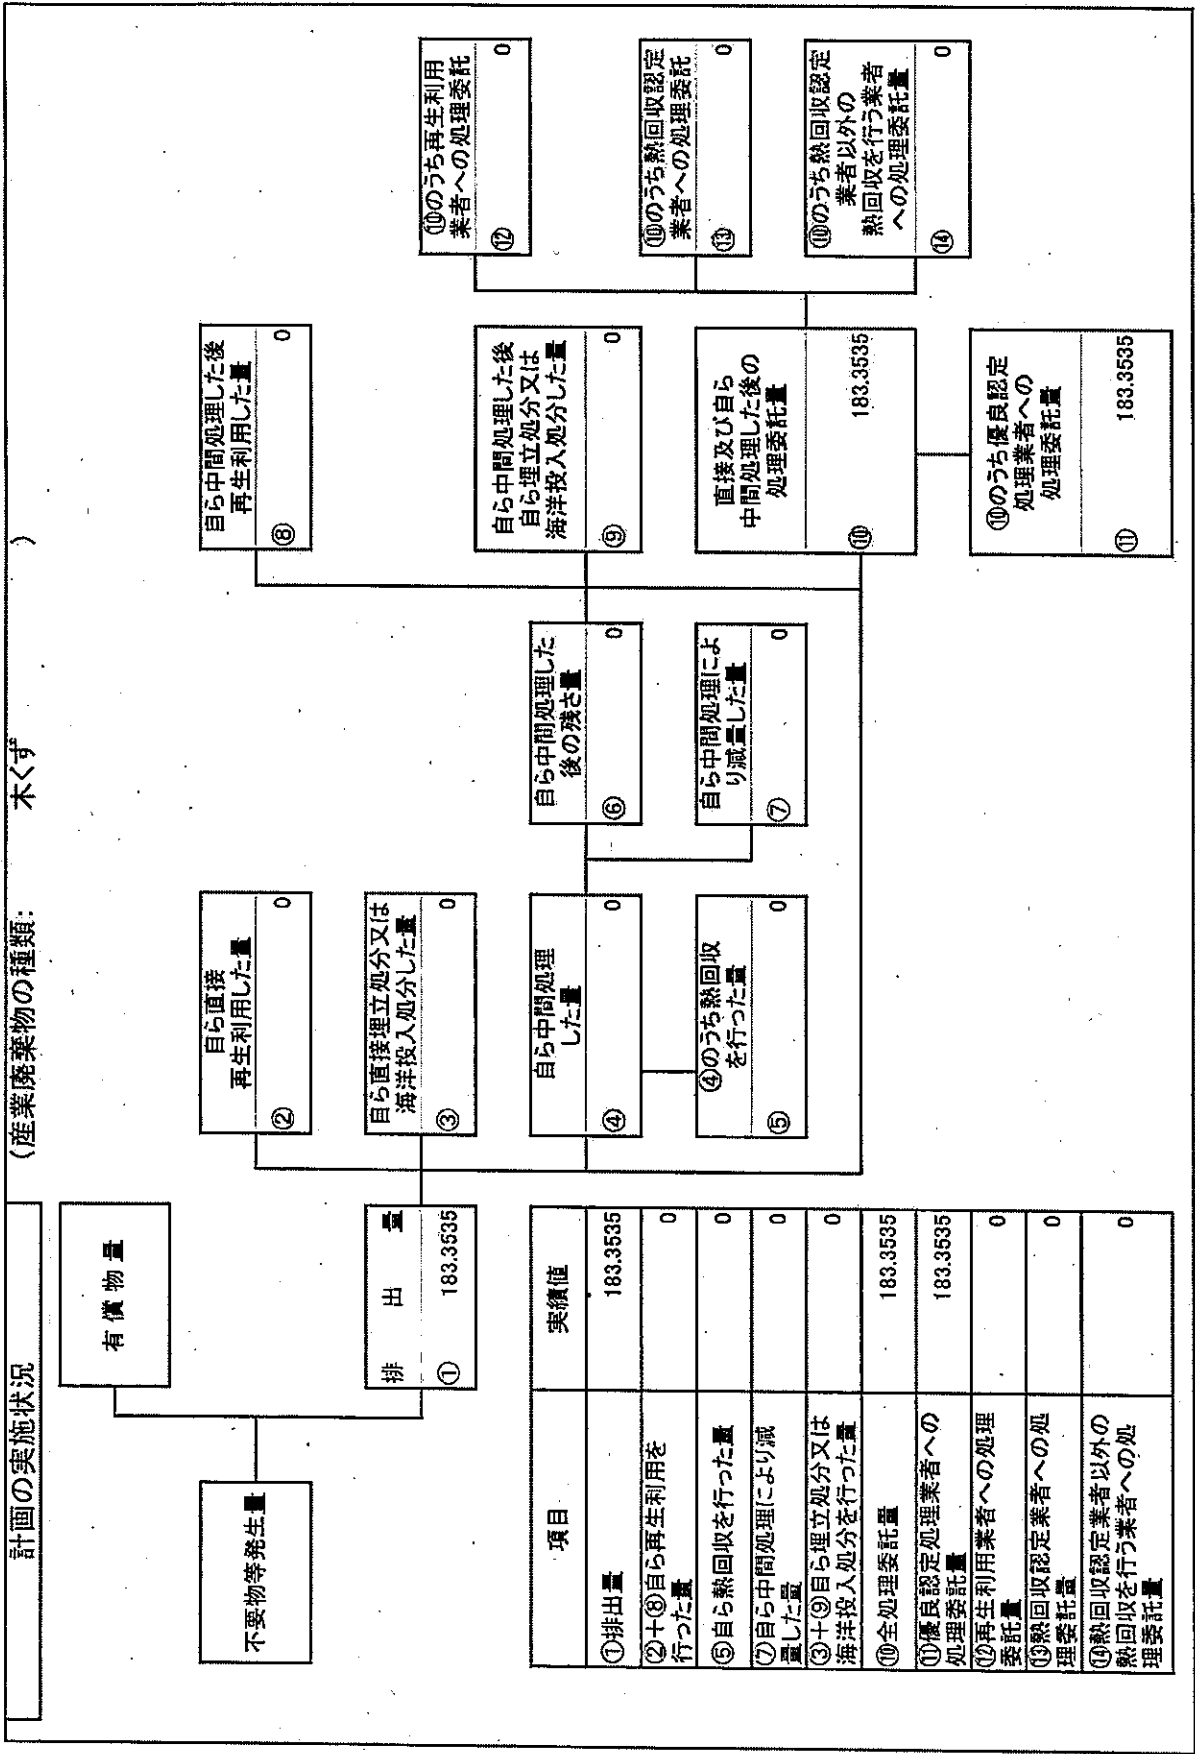 計画の実施状況
（産業廃棄物の種類： 木くず ）
不要物等発生量
有償物量
排出量
① 183.3535
自ら直接
再生利用した量
② 0
自ら直接埋立処分又は
海洋投入処分した量
③ 0
自ら中間処理
した量
④ 0
④のうち熱回収
を行った量
⑤ 0
自ら中間処理した
後の残さ量
⑥ 0
自ら中間処理によ
り減量した量
⑦ 0
自ら中間処理した後
再生利用した量
⑧ 0
自ら中間処理した後
自ら埋立処分又は
海洋投入処分した量
⑨ 0
直接及び自ら
中間処理した後の
処理委託量
⑩ 183.3535
⑩のうち優良認定
処理業者への
処理委託量
⑪ 183.3535
⑩のうち再生利用
業者への処理委託
⑫ 0
⑩のうち熱回収認定
業者への処理委託
⑬ 0
⑩のうち熱回収認定
業者以外の
熱回収を行う業者
への処理委託量
⑭ 0
項目 実績値
①排出量 183.3535
②＋⑧自ら再生利用を
行った量 0
⑤自ら熱回収を行った量 0
⑦自ら中間処理により減
量した量 0
③＋⑨自ら埋立処分又は
海洋投入処分を行った量 0
⑩全処理委託量 183.3535
⑪優良認定処理業者への
処理委託量 183.3535
⑫再生利用業者への処理
委託量 0
⑬熱回収認定業者への処
理委託量 0
⑭熱回収認定業者以外の
熱回収を行う業者への処
理委託量 0